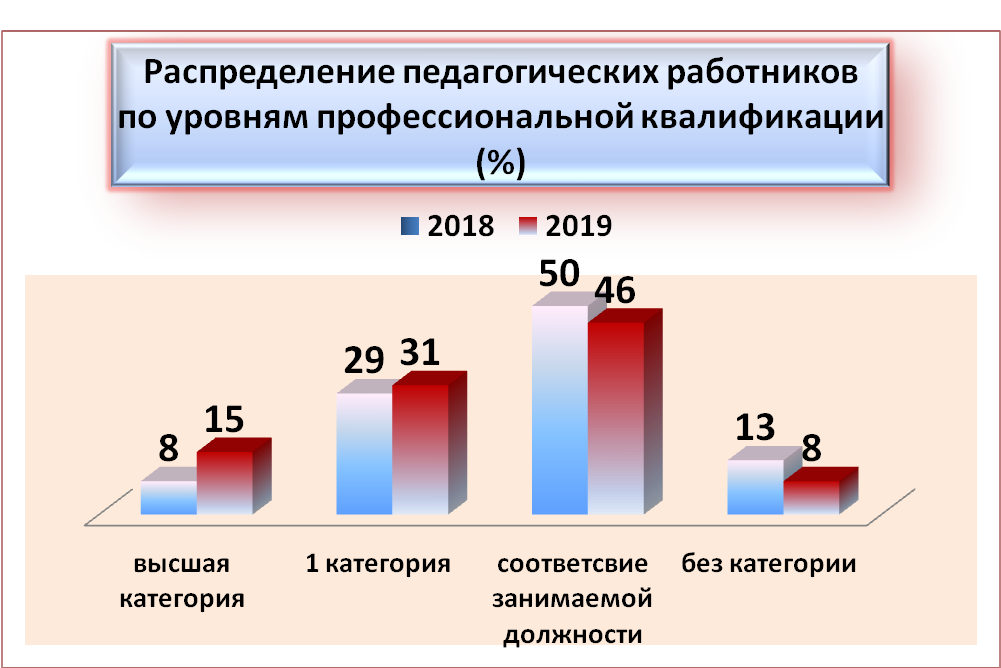 Распределение педагогических работников
по уровням профессиональной квалификации
(%)
2018 2019
50
46
29 31
15
8
13
8
высшая
категория
1 категория
соответсвие
занимаемой
должности
без категории